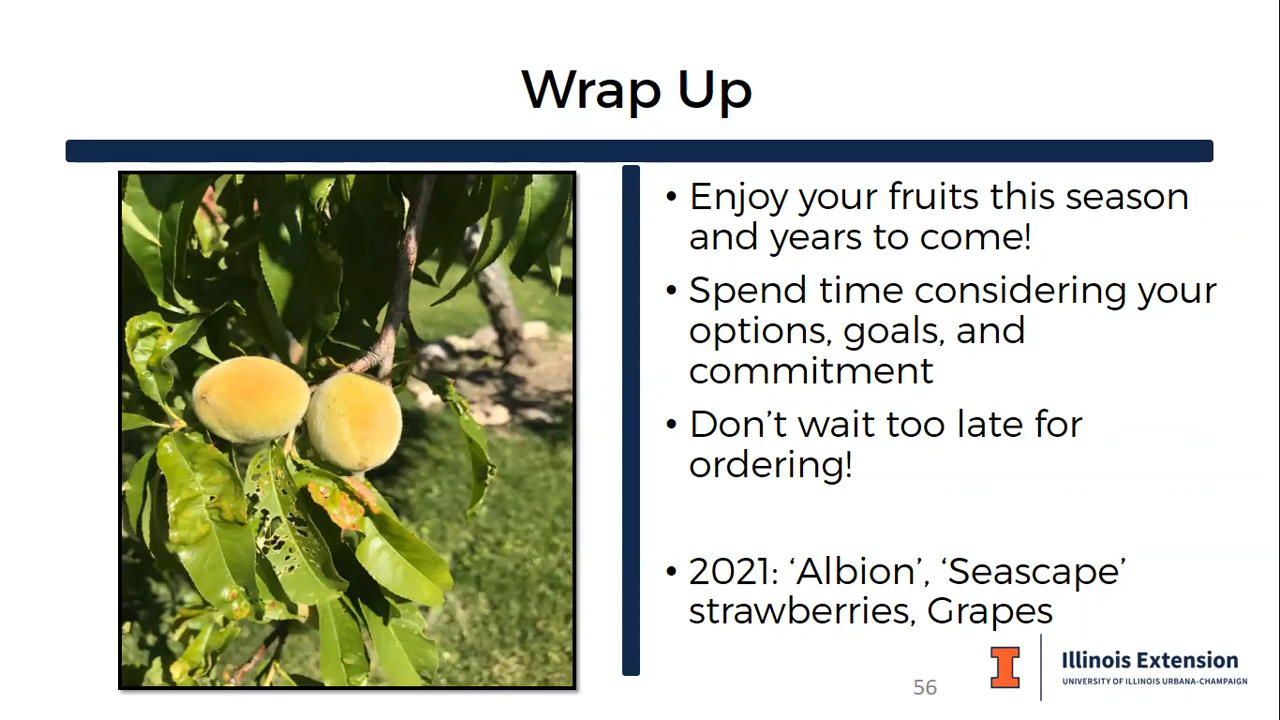 Wrap Up
• Enjoy your fruits this season
and years to come!
• Spend time considering your
options, goals, and
commitment
• Don’t wait too late for
ordering!
• 2021: ‘Albion’, ‘Seascape’
strawberries, Grapes
56
I
Illinois Extension
UNIVERSITY OF ILLINOIS URBANA-CHAMPAIGN